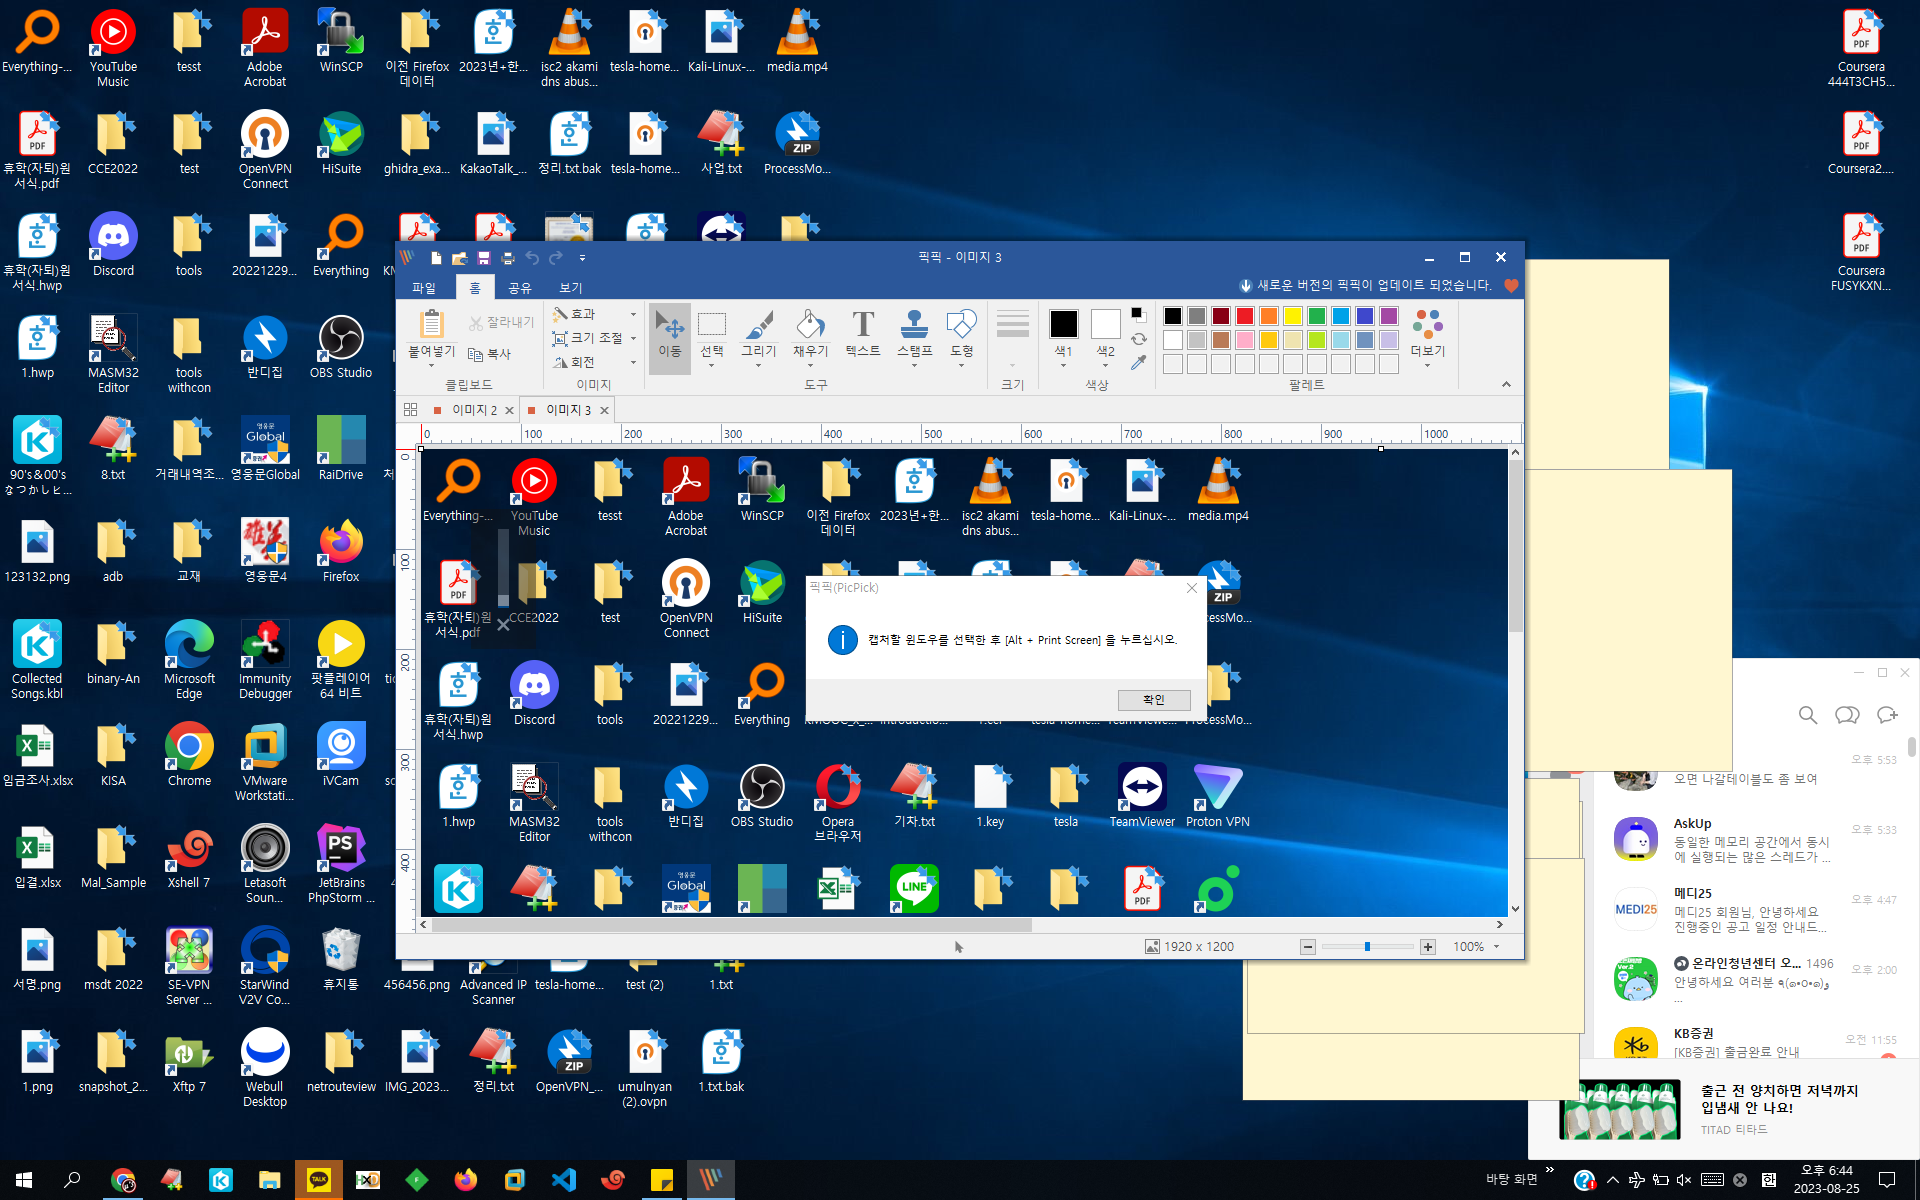 Everything-...
YouTube
Music
tesst
Adobe
Acrobat
WinSCP
이전 Firefox
데이터
2023년+한...
isc2 akami
dns abus...
tesla-home...
Kali-Linux-...
media.mp4
Coursera
444T3CH5...
휴학(자퇴)원
서식.pdf
CCE2022
test
OpenVPN
Connect
HiSuite
ghidra_exa...
KakaoTalk_...
정리.txt.bak
tesla-home...
사업.txt
ProcessMo...
Coursera2....
휴학(자퇴)원
서식.hwp
Discord
tools
20221229...
Everything
Coursera
FUSYKXN...
1.hwp
MASM32
Editor
tools
withcon
반디집
OBS Studio
90's&00's
なつかしヒ...
8.txt
거래내역조...
영웅문Global
RaiDrive
123132.png
adb
교재
영웅문4
Firefox
Collected
Songs.kbl
binary-An
Microsoft
Edge
Immunity
Debugger
팟플레이어
64 비트
임금조사.xlsx
KISA
Chrome
VMware
Workstati...
iVCam
입결.xlsx
Mal_Sample
Xshell 7
Letasoft
Soun...
JetBrains
PhpStorm ...
서명.png
msdt 2022
SE-VPN
Server ...
StarWind
V2V Co...
휴지통
456456.png
Advanced IP
Scanner
tesla-home...
test (2)
1.txt
1.png
snapshot_2...
Xftp 7
Webull
Desktop
netrouteview
IMG_2023...
정리.txt
OpenVPN_...
umulnyan
(2).ovpn
1.txt.bak
픽픽 - 이미지 3
파일
홈
공유
보기
새로운 버전의 픽픽이 업데이트 되었습니다.
붙여넣기
잘라내기
복사
클립보드
효과
크기 조절
회전
이미지
이동
선택
그리기
채우기
텍스트
스탬프
도형
도구
크기
색1
색2
색상
더보기
팔레트
이미지 2
이미지 3
0 100 200 300 400 500 600 700 800 900 1000
0
100
200
300
400
Everything-...
YouTube
Music
tesst
Adobe
Acrobat
WinSCP
이전 Firefox
데이터
2023년+한...
isc2 akami
dns abus...
tesla-home...
Kali-Linux-...
media.mp4
휴학(자퇴)원
서식.pdf
CCE2022
test
OpenVPN
Connect
HiSuite
픽픽(PicPick)
캡처할 윈도우를 선택한 후 [Alt + Print Screen] 을 누르십시오.
확인
휴학(자퇴)원
서식.hwp
Discord
tools
20221229...
Everything
1.hwp
MASM32
Editor
tools
withcon
반디집
OBS Studio
Opera
브라우저
기차.txt
1.key
tesla
TeamViewer
Proton VPN
1920 x 1200
100%
오후 5:53
오면 나갈테이블도 좀 보여
AskUp
오후 5:33
동일한 메모리 공간에서 동시
에 실행되는 많은 스레드가 ...
메디25
오후 4:47
MEDI25
메디25 회원님, 안녕하세요
진행중인 공고 일정 안내드...
온라인청년센터 오... 1496
오후 2:00
안녕하세요 여러분 ٩(๑•o•๑)و
...
KB증권
오전 11:55
[KB증권] 출금완료 안내
출근 전 양치하면 저녁까지
입냄새 안 나요!
TITAD 티타드
바탕 화면
오후 6:44
2023-08-25